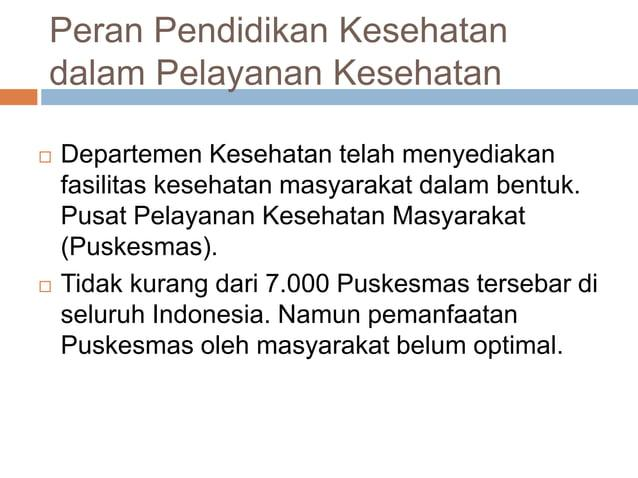 Peran Pendidikan Kesehatan
dalam Pelayanan Kesehatan
Departemen Kesehatan telah menyediakan
fasilitas kesehatan masyarakat dalam bentuk.
Pusat Pelayanan Kesehatan Masyarakat
(Puskesmas).
Tidak kurang dari 7.000 Puskesmas tersebar di
seluruh Indonesia. Namun pemanfaatan
Puskesmas oleh masyarakat belum optimal.